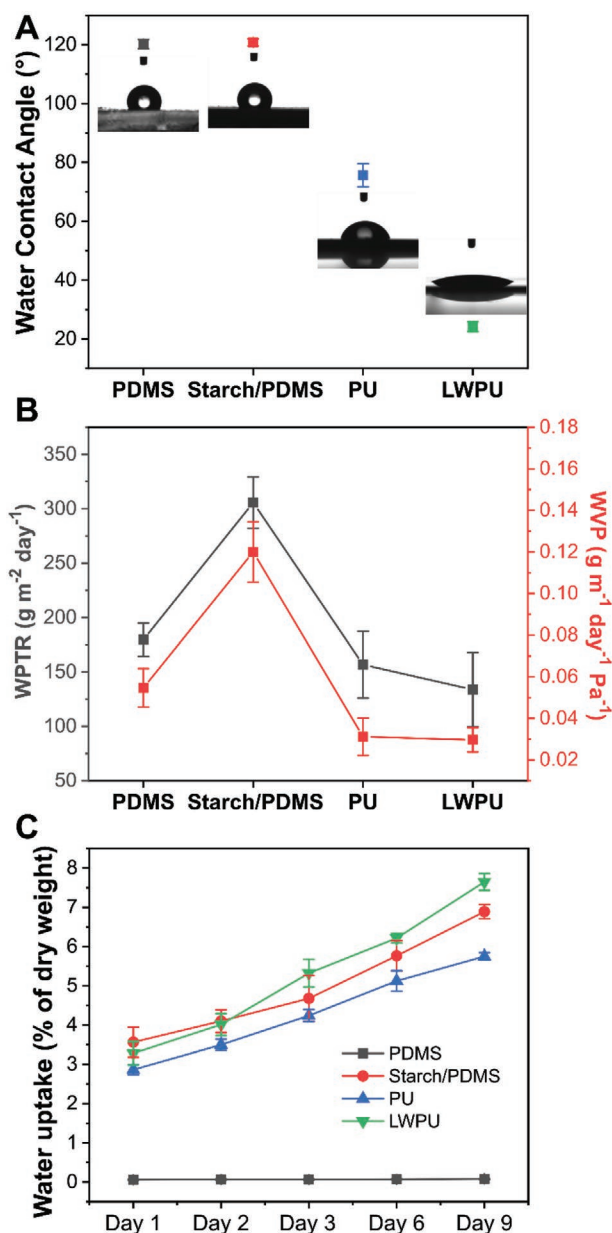 A
Water Contact Angle (°)
120
100
80
60
40
20
PDMS
Starch/PDMS
PU
LWPU
B
WPTR (g m⁻² day⁻¹)
350
300
250
200
150
100
50
WVP (g m⁻¹ day⁻¹ Pa⁻¹)
0.18
0.16
0.14
0.12
0.10
0.08
0.06
0.04
0.02
PDMS
Starch/PDMS
PU
LWPU
C
Water uptake (% of dry weight)
8
7
6
5
4
3
2
1
0
PDMS
Starch/PDMS
PU
LWPU
Day 1
Day 2
Day 3
Day 6
Day 9